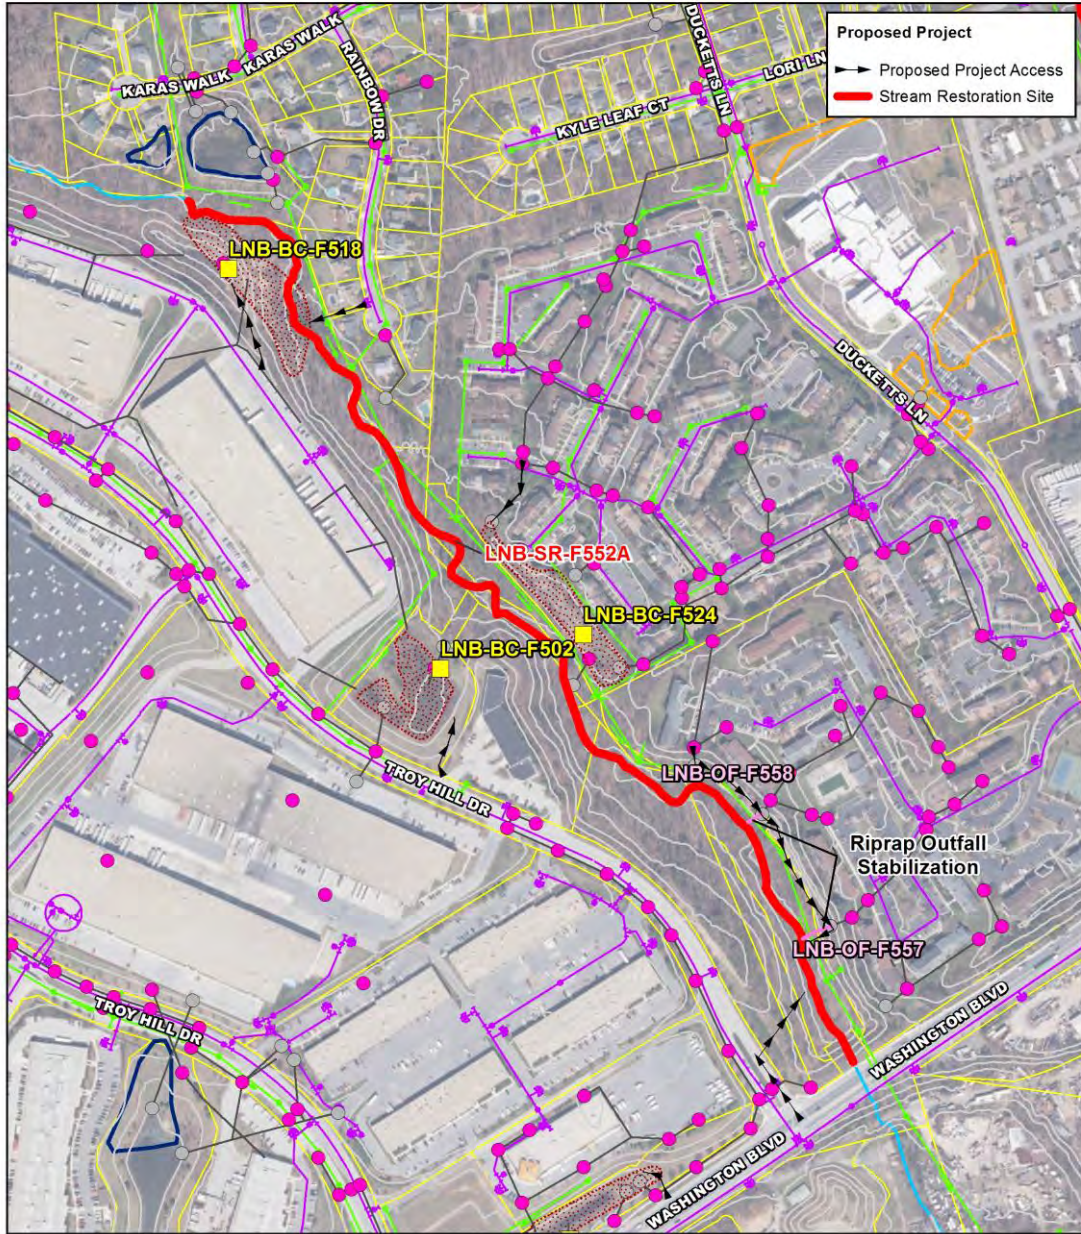 Proposed Project
Proposed Project Access
Stream Restoration Site
KARAS WALK
KARAS WALK
RAINBOW DR
DUCKETTS LN
LORI LN
KYLE LEAF CT
LNB-BC-F518
DUCKETTS LN
LNB-SR-F552A
LNB-BC-F524
LNB-BC-F502
TROY HILL DR
LNB-OF-F558
Riprap Outfall
Stabilization
LNB-OF-F557
TROY HILL DR
WASHINGTON BLVD
WASHINGTON BLVD